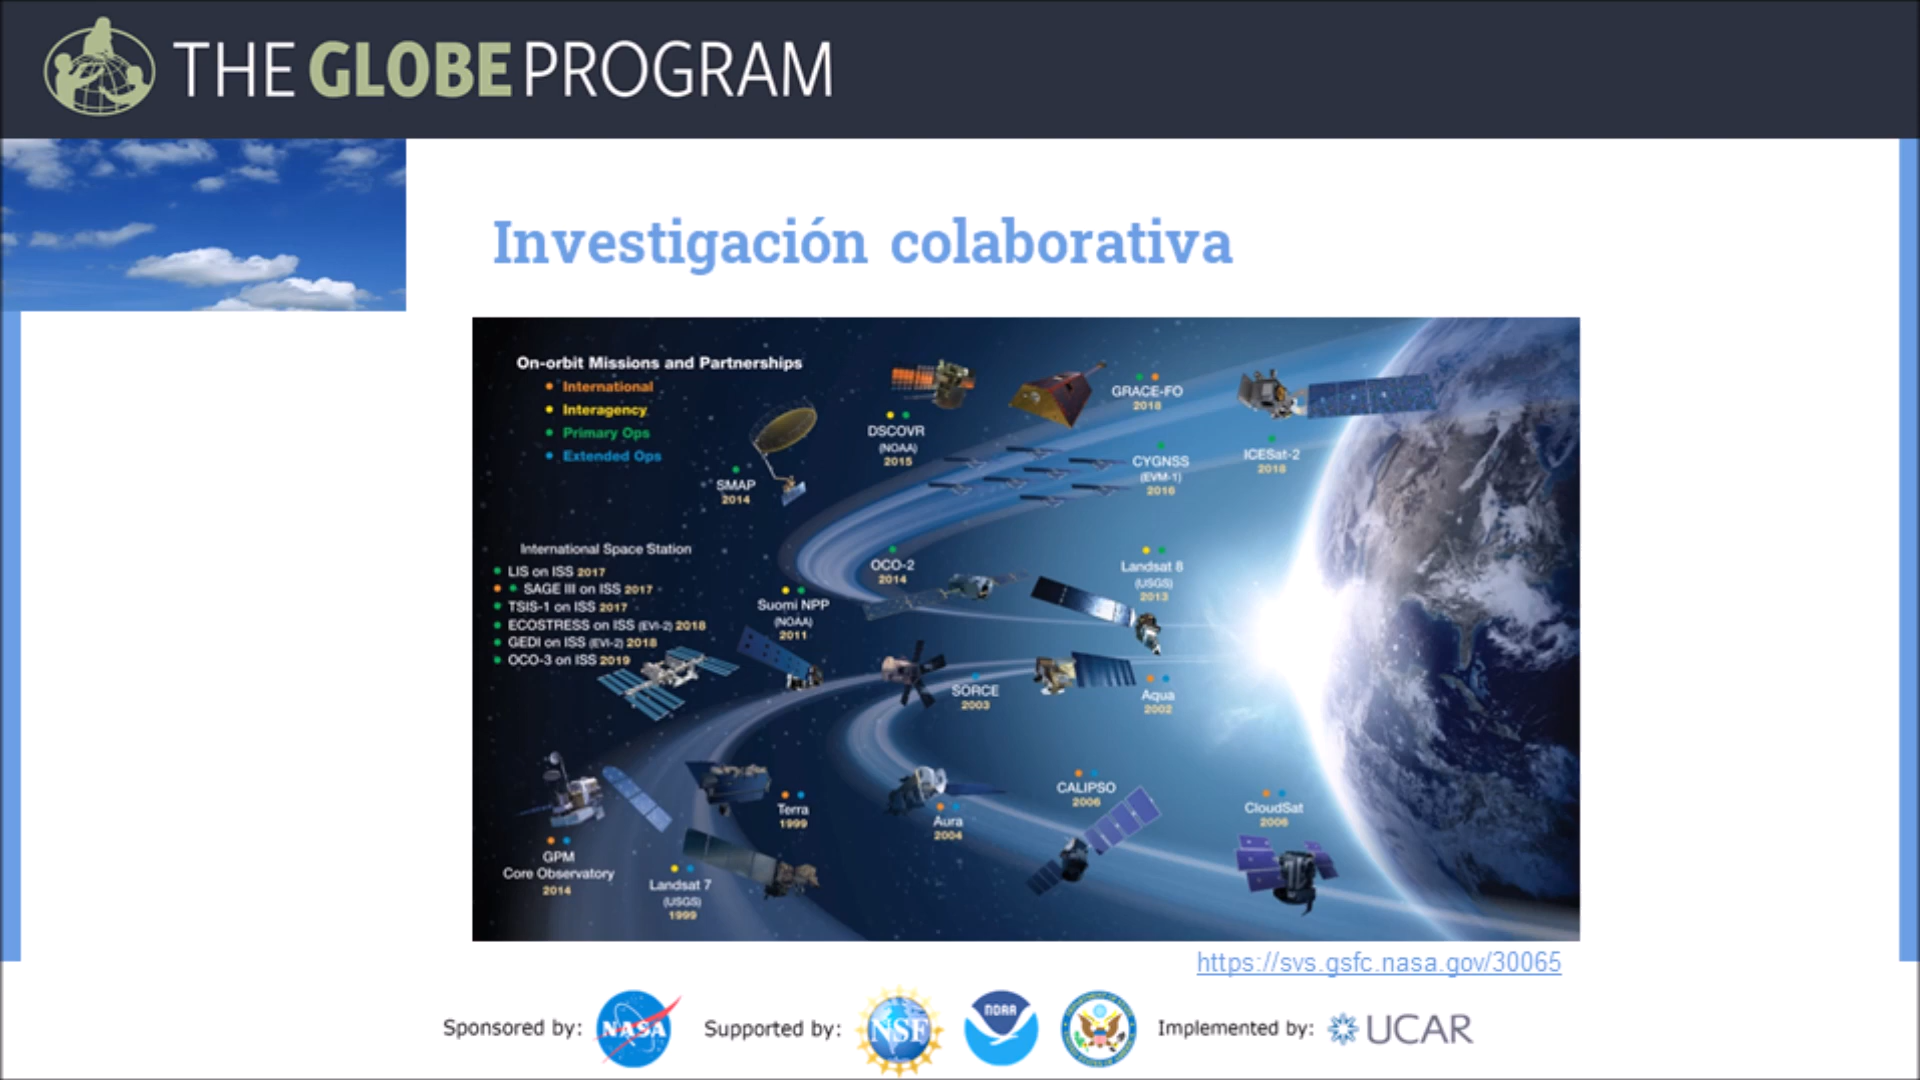 THE GLOBE PROGRAM
Investigación colaborativa
On-orbit Missions and Partnerships
• International
• Interagency
• Primary Ops
• Extended Ops
SMAP
2014
DSCOVR
(NOAA)
2015
GRACE-FO
2018
CYGNSS
(EVM-1)
2016
ICESat-2
2018
International Space Station
• LIS on ISS 2017
• • SAGE III on ISS 2017
• TSIS-1 on ISS 2017
• ECOSTRESS on ISS (EVI-2) 2018
• GEDI on ISS (EVI-2) 2018
• OCO-3 on ISS 2019
Suomi NPP
(NOAA)
2011
OCO-2
2014
Landsat 8
(USGS)
2013
SORCE
2003
Aqua
2002
GPM
Core Observatory
2014
Landsat 7
(USGS)
1999
Terra
1999
Aura
2004
CALIPSO
2006
CloudSat
2006
https://svs.gsfc.nasa.gov/30065
Sponsored by: NASA Supported by: NSF NOAA Implemented by: UCAR